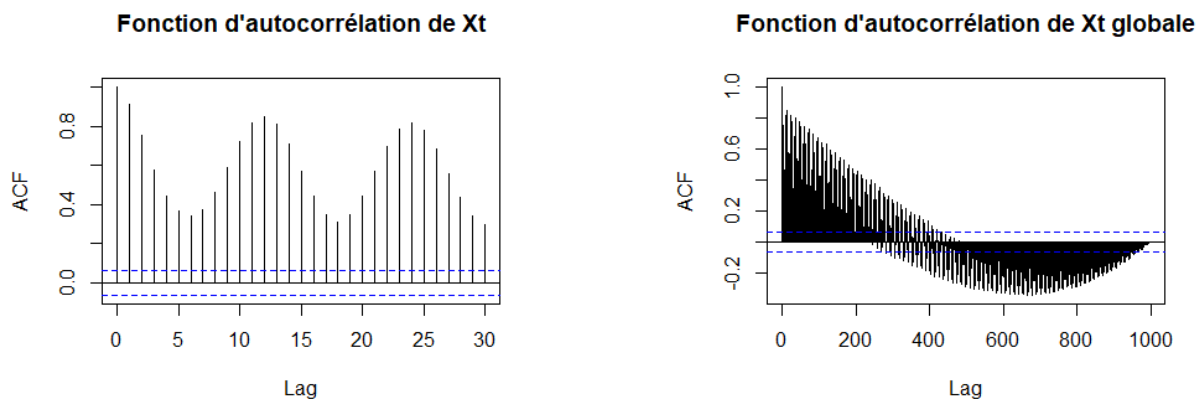 Fonction d'autocorrélation de Xt
ACF
0.0 0.4 0.8
0 5 10 15 20 25 30
Lag
Fonction d'autocorrélation de Xt globale
ACF
-0.2 0.2 0.6 1.0
0 200 400 600 800 1000
Lag